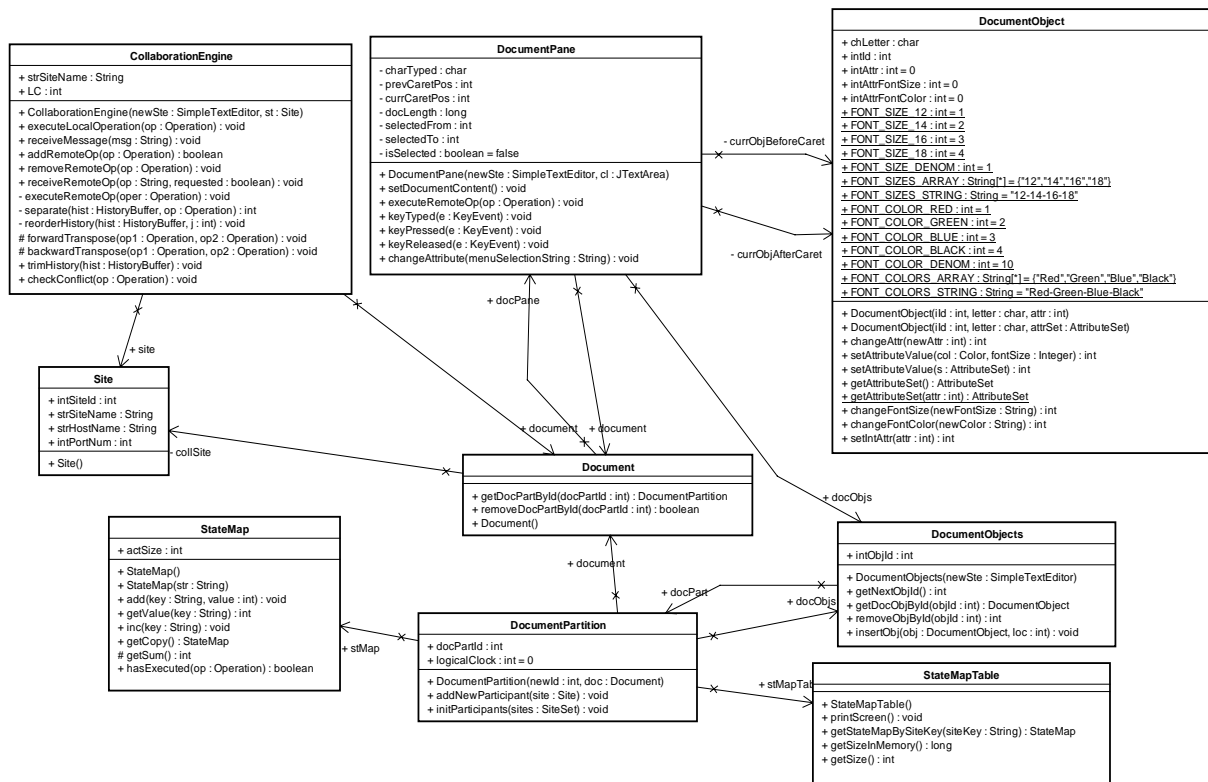 CollaborationEngine
+ strSiteName : String
+ LC : int
+ CollaborationEngine(newSte : SimpleTextEditor, st : Site)
+ executeLocalOperation(op : Operation) : void
+ receiveMessage(msg : String) : void
+ addRemoteOp(op : Operation) : boolean
+ removeRemoteOp(op : Operation) : void
+ receiveRemoteOp(op : String, requested : boolean) : void
- executeRemoteOp(oper : Operation) : void
- separate(hist : HistoryBuffer, op : Operation) : int
- reorderHistory(hist : HistoryBuffer, j : int) : void
# forwardTranspose(op1 : Operation, op2 : Operation) : void
# backwardTranspose(op1 : Operation, op2 : Operation) : void
+ trimHistory(hist : HistoryBuffer) : void
+ checkConflict(op : Operation) : void
DocumentPane
- charTyped : char
- prevCaretPos : int
- currCaretPos : int
- docLength : long
- selectedFrom : int
- selectedTo : int
- isSelected : boolean = false
+ DocumentPane(newSte : SimpleTextEditor, cl : JTextArea)
+ setDocumentContent() : void
+ executeRemoteOp(op : Operation) : void
+ keyTyped(e : KeyEvent) : void
+ keyPressed(e : KeyEvent) : void
+ keyReleased(e : KeyEvent) : void
+ changeAttribute(menuSelectionString : String) : void
DocumentObject
+ chLetter : char
+ intId : int
+ intAttr : int = 0
+ intAttrFontSize : int = 0
+ intAttrFontColor : int = 0
+ FONT_SIZE_12 : int = 1
+ FONT_SIZE_14 : int = 2
+ FONT_SIZE_16 : int = 3
+ FONT_SIZE_18 : int = 4
+ FONT_SIZE_DENOM : int = 1
+ FONT_SIZES_ARRAY : String[*] = {"12","14","16","18"}
+ FONT_SIZES_STRING : String = "12-14-16-18"
+ FONT_COLOR_RED : int = 1
+ FONT_COLOR_GREEN : int = 2
+ FONT_COLOR_BLUE : int = 3
+ FONT_COLOR_BLACK : int = 4
+ FONT_COLOR_DENOM : int = 10
+ FONT_COLORS_ARRAY : String[*] = {"Red","Green","Blue","Black"}
+ FONT_COLORS_STRING : String = "Red-Green-Blue-Black"
+ DocumentObject(iId : int, letter : char, attr : int)
+ DocumentObject(iId : int, letter : char, attrSet : AttributeSet)
+ changeAttr(newAttr : int) : int
+ setAttributeValue(col : Color, fontSize : Integer) : int
+ setAttributeValue(s : AttributeSet) : int
+ getAttributeSet() : AttributeSet
+ getAttributeSet(attr : int) : AttributeSet
+ changeFontSize(newFontSize : String) : int
+ changeFontColor(newColor : String) : int
+ setIntAttr(attr : int) : int
- currObjBeforeCaret
- currObjAfterCaret
+ docPane
+ site
Site
+ intSiteId : int
+ strSiteName : String
+ strHostName : String
+ intPortNum : int
+ Site()
- collSite
+ document
+ document
Document
+ getDocPartById(docPartId : int) : DocumentPartition
+ removeDocPartById(docPartId : int) : boolean
+ Document()
+ docObjs
StateMap
+ actSize : int
+ StateMap()
+ StateMap(str : String)
+ add(key : String, value : int) : void
+ getValue(key : String) : int
+ inc(key : String) : void
+ getCopy() : StateMap
# getSum() : int
+ hasExecuted(op : Operation) : boolean
+ document
DocumentObjects
+ intObjId : int
+ DocumentObjects(newSte : SimpleTextEditor)
+ getNextObjId() : int
+ getDocObjById(objId : int) : DocumentObject
+ removeObjById(objId : int) : int
+ insertObj(obj : DocumentObject, loc : int) : void
+ docPart
+ docObjs
+ stMap
DocumentPartition
+ docPartId : int
+ logicalClock : int = 0
+ DocumentPartition(newId : int, doc : Document)
+ addNewParticipant(site : Site) : void
+ initParticipants(sites : SiteSet) : void
+ stMapTab
StateMapTable
+ StateMapTable()
+ printScreen() : void
+ getStateMapBySiteKey(siteKey : String) : StateMap
+ getSizeInMemory() : long
+ getSize() : int